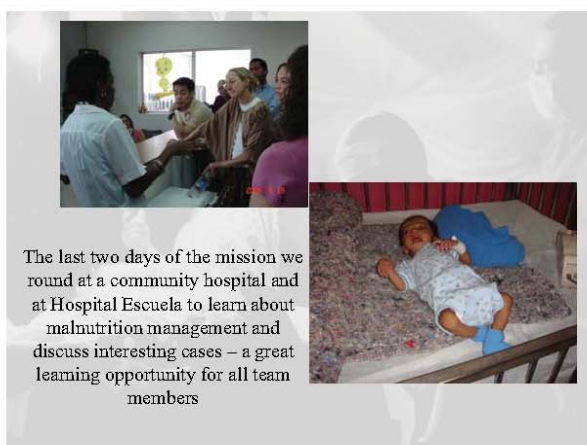 The last two days of the mission we
round at a community hospital and
at Hospital Escuela to learn about
malnutrition management and
discuss interesting cases – a great
learning opportunity for all team
members